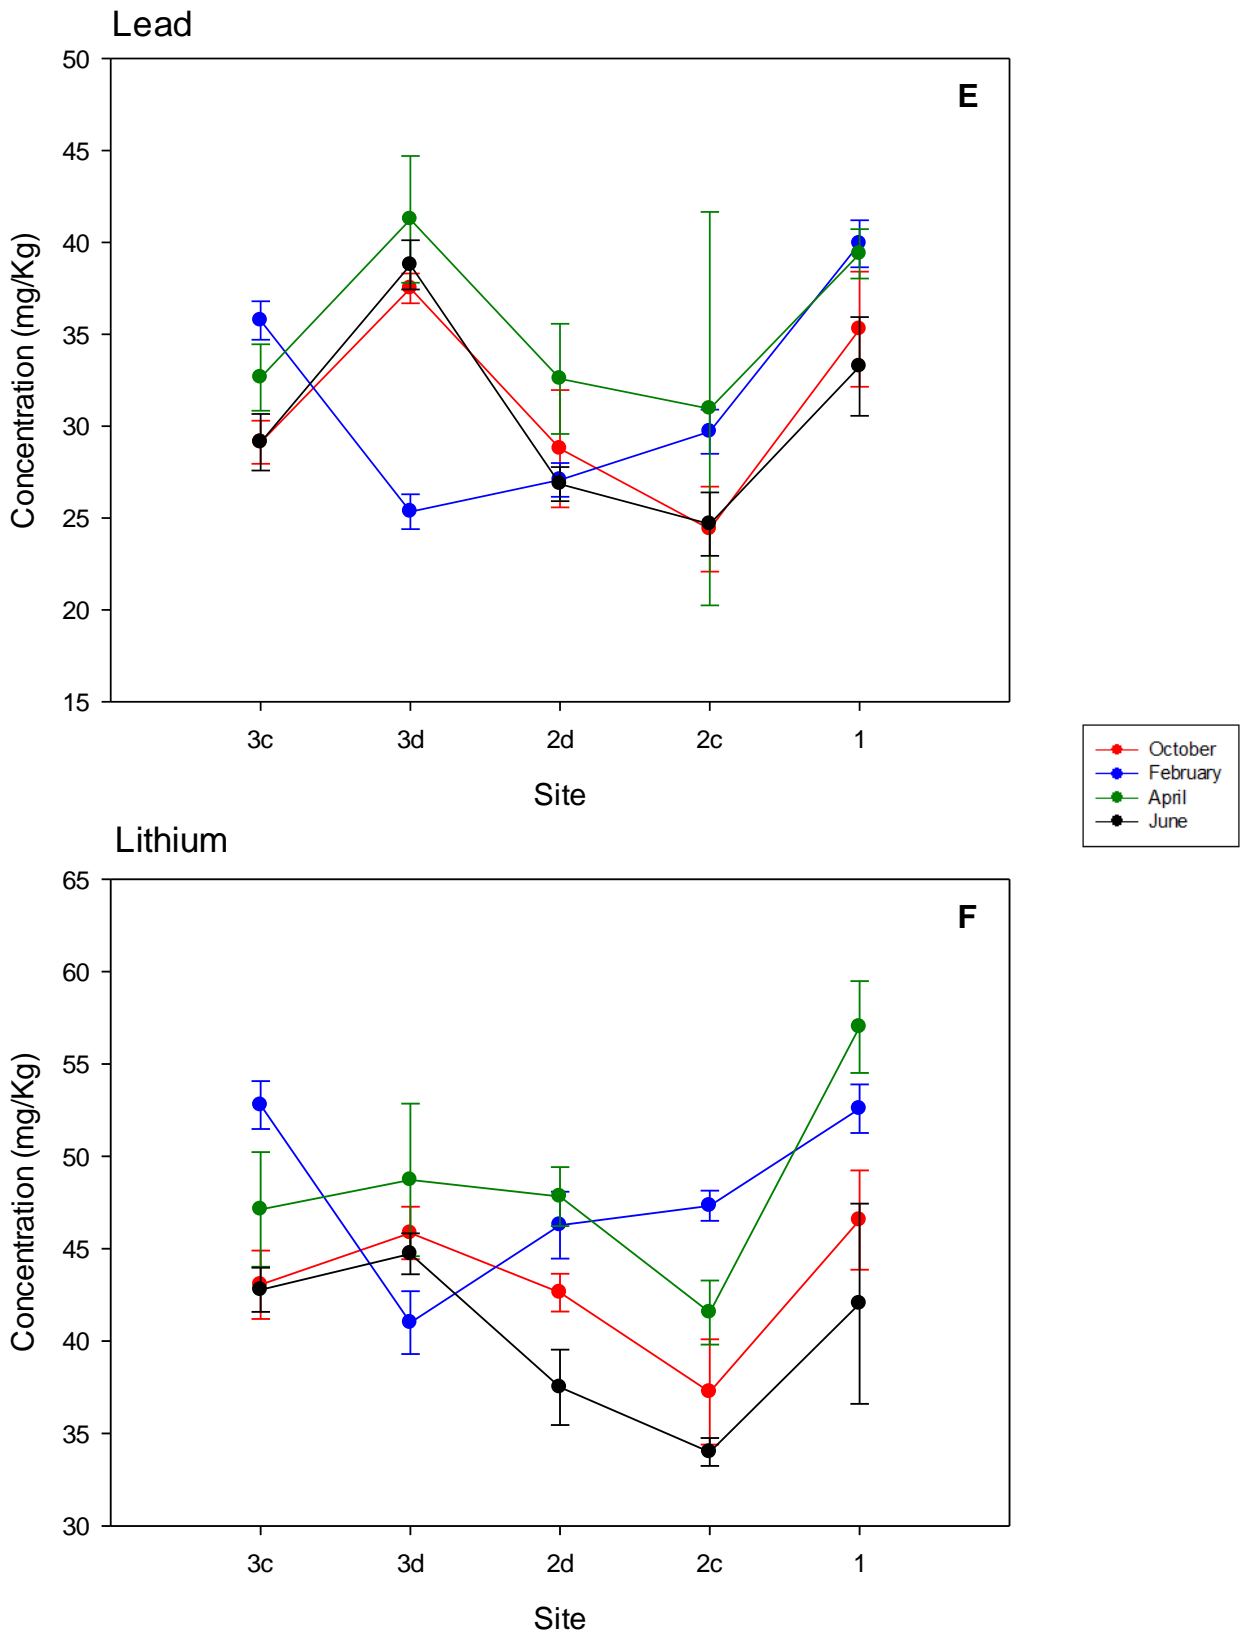 Lead
E
Concentration (mg/Kg)
50
45
40
35
30
25
20
15
3c 3d 2d 2c 1
Site
October
February
April
June
Lithium
F
Concentration (mg/Kg)
65
60
55
50
45
40
35
30
3c 3d 2d 2c 1
Site